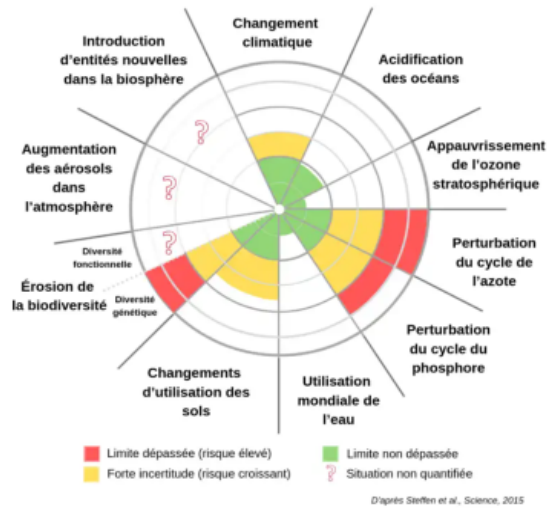 Changement
climatique
Introduction
d'entités nouvelles
dans la biosphère
Acidification
des océans
?
Augmentation
des aérosols
dans
l'atmosphère
?
Appauvrissement
de l'ozone
stratosphérique
Diversité
fonctionnelle
?
Perturbation
du cycle de
l'azote
Érosion de
la biodiversité
Diversité
génétique
Perturbation
du cycle du
phosphore
Changements
d'utilisation des
sols
Utilisation
mondiale de
l'eau
Limite dépassée (risque élevé)
Limite non dépassée
Forte incertitude (risque croissant)
? Situation non quantifiée
D'après Steffen et al., Science, 2015